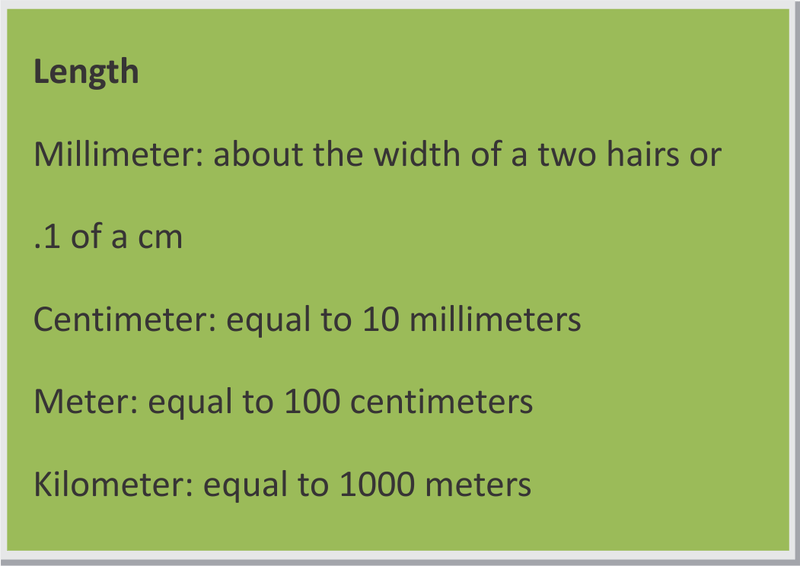 Length
Millimeter: about the width of a two hairs or
.1 of a cm
Centimeter: equal to 10 millimeters
Meter: equal to 100 centimeters
Kilometer: equal to 1000 meters